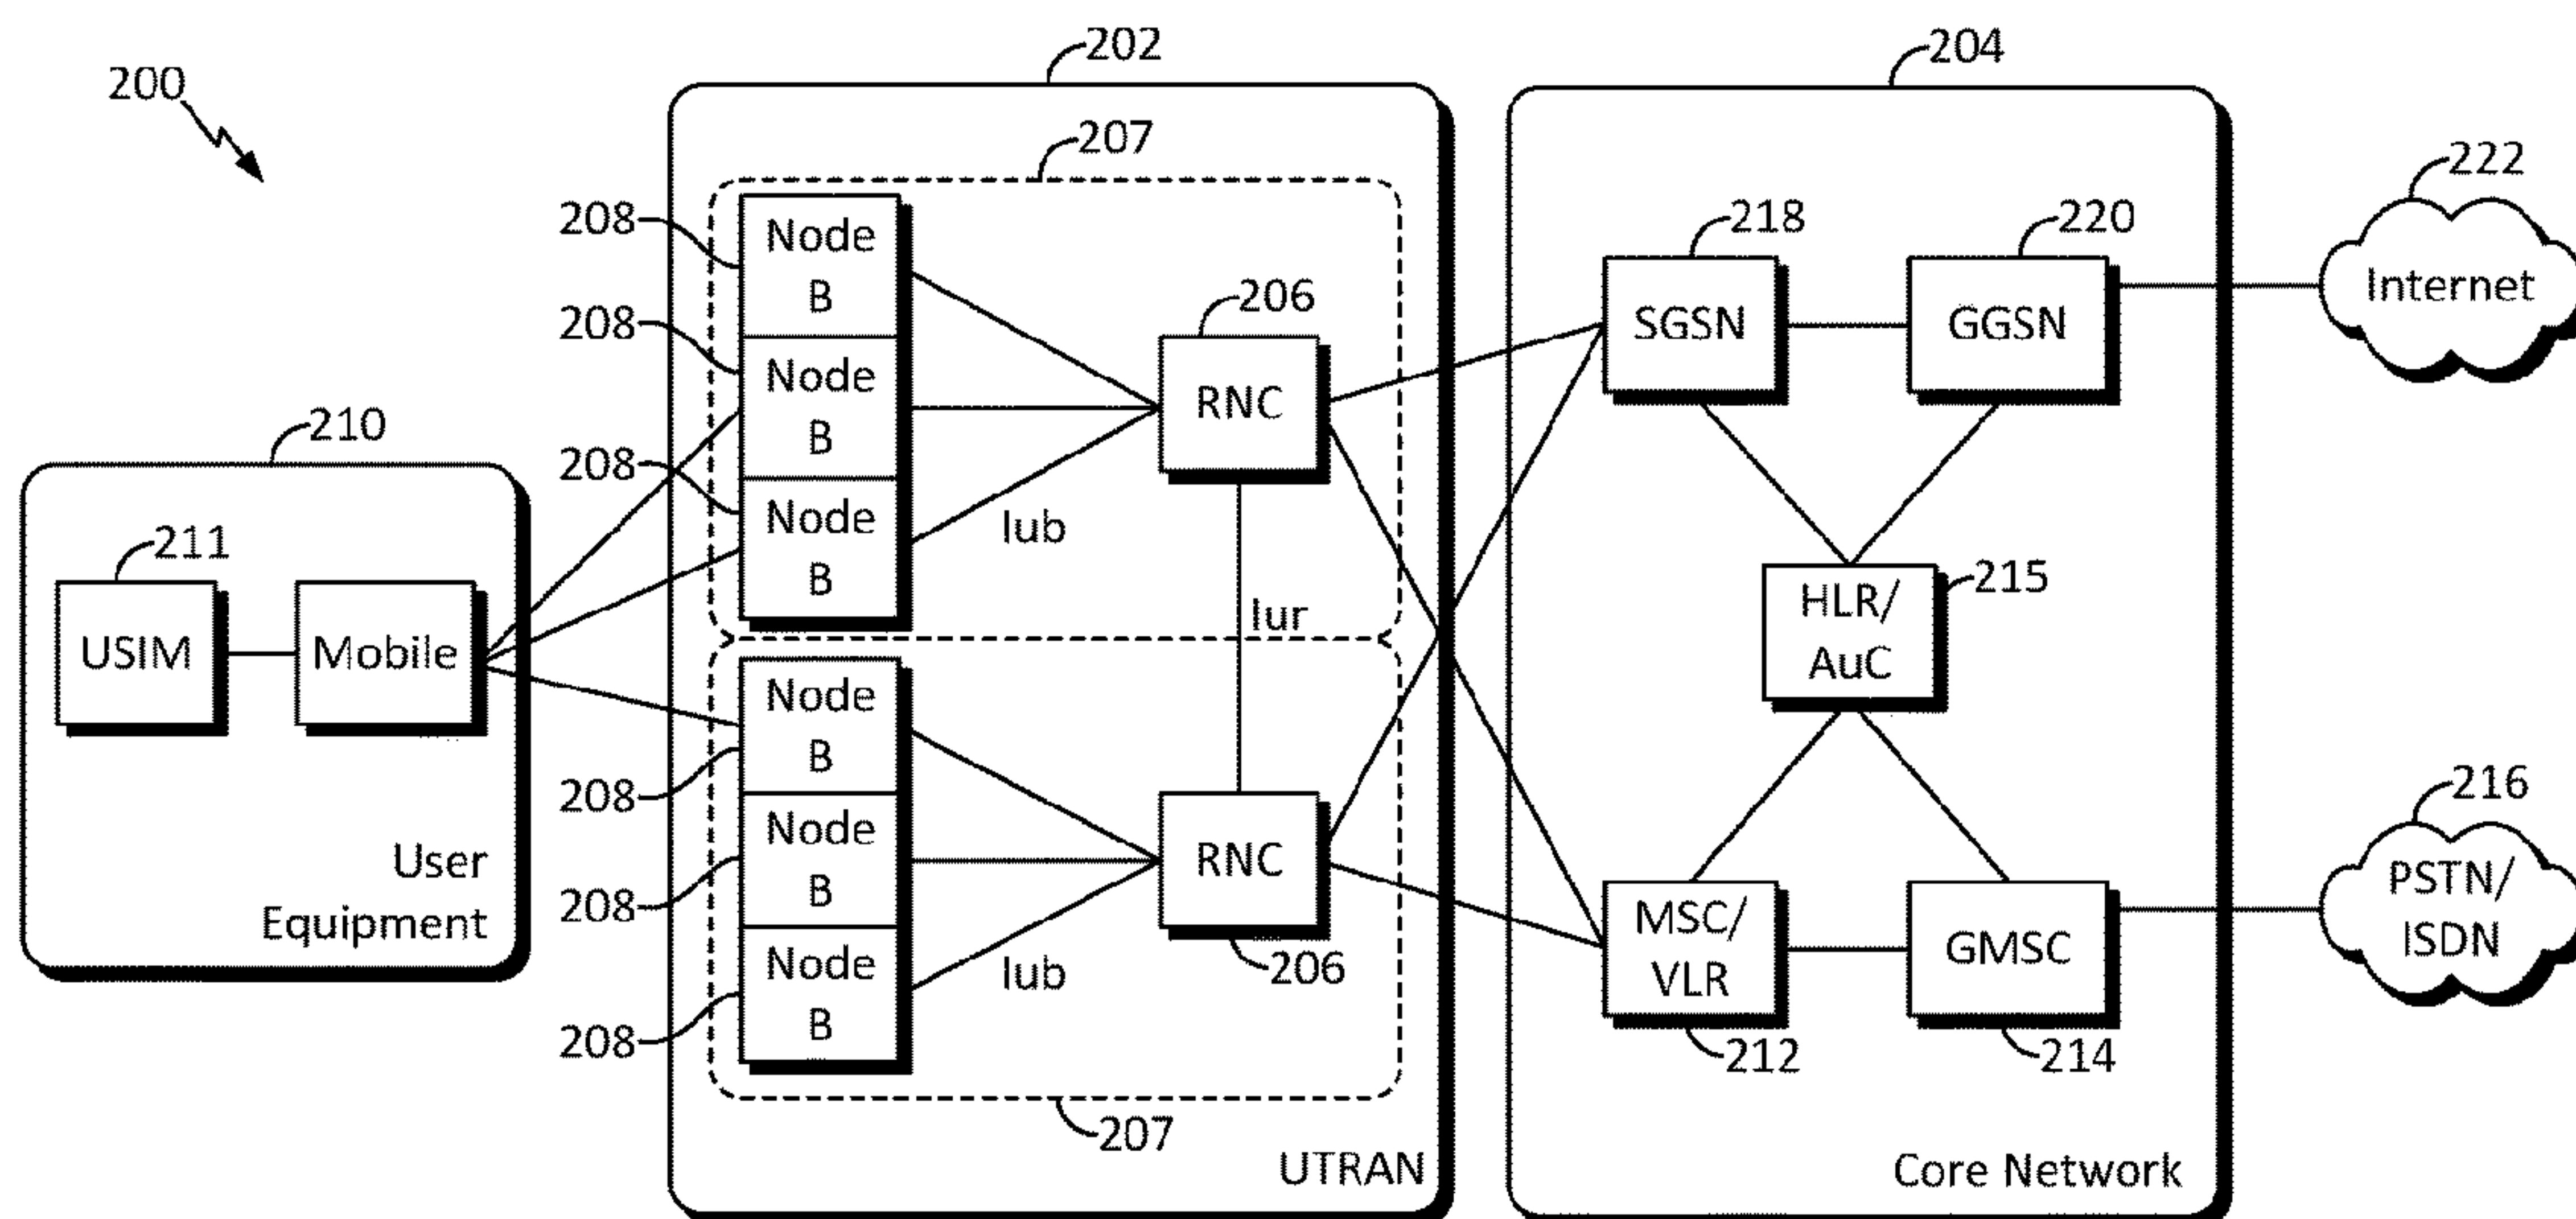 200
202
204
207
222
208
Node
B
218
220
Internet
208
206
SGSN
GGSN
Node
B
RNC
210
208
Node
B
Iub
211
215
Iur
HLR/
AuC
USIM
Mobile
Node
B
216
208
User
Equipment
Node
B
RNC
MSC/
VLR
GMSC
PSTN/
ISDN
208
206
Iub
Node
B
208
212
214
207
UTRAN
Core Network